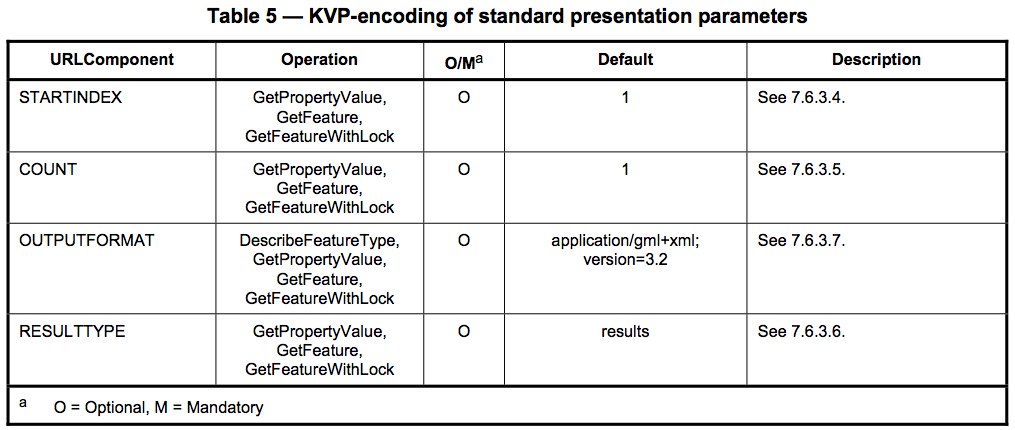 Table 5 — KVP-encoding of standard presentation parameters
URLComponent Operation O/Mª Default Description
STARTINDEX GetPropertyValue, O 1 See 7.6.3.4.
GetFeature,
GetFeatureWithLock
COUNT GetPropertyValue, O 1 See 7.6.3.5.
GetFeature,
GetFeatureWithLock
OUTPUTFORMAT DescribeFeatureType, O application/gml+xml; See 7.6.3.7.
GetPropertyValue, version=3.2
GetFeature,
GetFeatureWithLock
RESULTTYPE GetPropertyValue, O results See 7.6.3.6.
GetFeature,
GetFeatureWithLock
a O = Optional, M = Mandatory